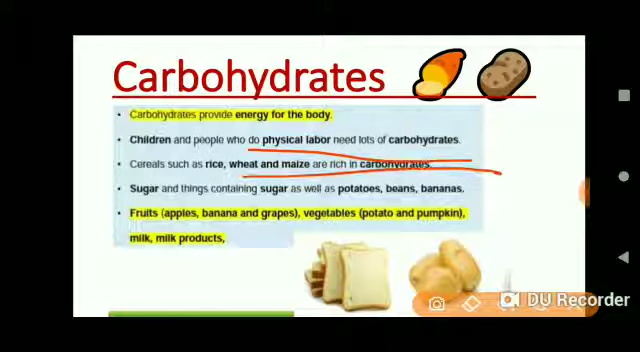 Carbohydrates
• Carbohydrates provide energy for the body.
• Children and people who do physical labor need lots of carbohydrates.
• Cereals such as rice, wheat and maize are rich in carbohydrates.
• Sugar and things containing sugar as well as potatoes, beans, bananas.
• Fruits (apples, banana and grapes), vegetables (potato and pumpkin),
milk, milk products,
DU Recorder